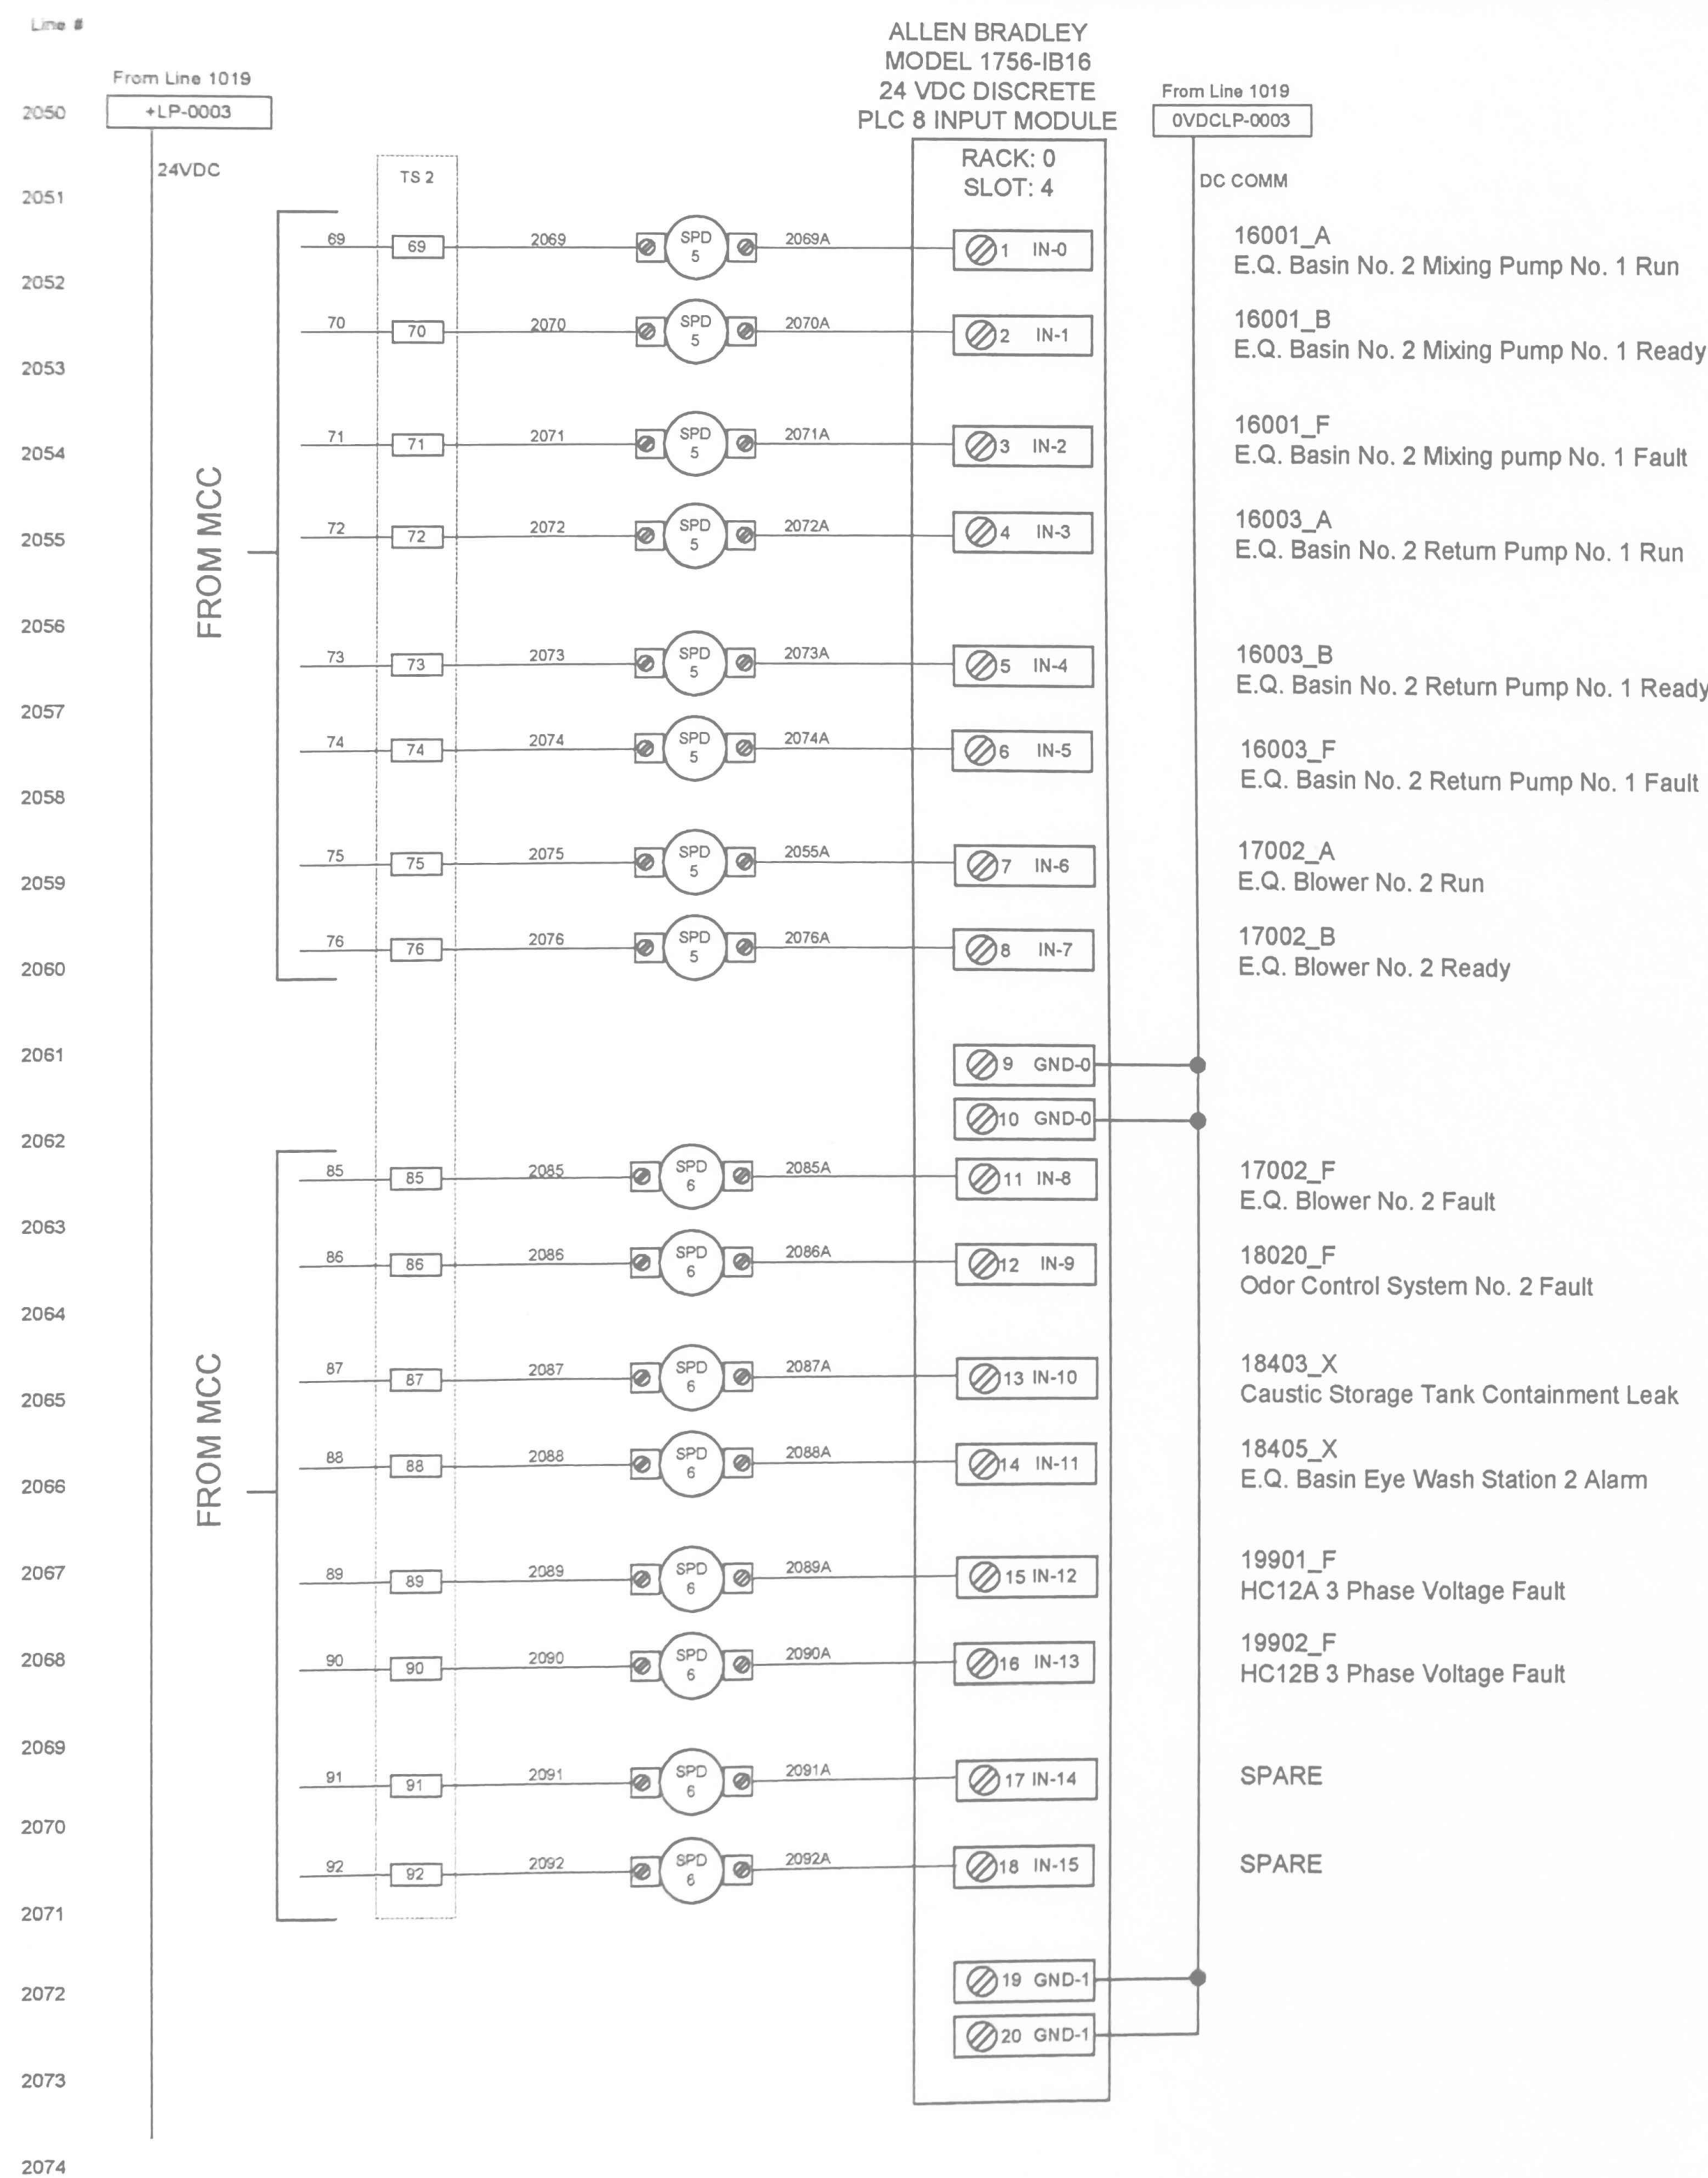 Line #
ALLEN BRADLEY
MODEL 1756-IB16
24 VDC DISCRETE
PLC 8 INPUT MODULE
From Line 1019
From Line 1019
2050
+LP-0003
0VDCLP-0003
24VDC
TS 2
RACK: 0
SLOT: 4
DC COMM
2051
69 69 2069 SPD 5 2069A 1 IN-0
16001_A
E.Q. Basin No. 2 Mixing Pump No. 1 Run
2052
70 70 2070 SPD 5 2070A 2 IN-1
16001_B
E.Q. Basin No. 2 Mixing Pump No. 1 Ready
2053
71 71 2071 SPD 5 2071A 3 IN-2
16001_F
E.Q. Basin No. 2 Mixing pump No. 1 Fault
2054
FROM MCC
72 72 2072 SPD 5 2072A 4 IN-3
16003_A
E.Q. Basin No. 2 Return Pump No. 1 Run
2055
2056
73 73 2073 SPD 5 2073A 5 IN-4
16003_B
E.Q. Basin No. 2 Return Pump No. 1 Ready
2057
74 74 2074 SPD 5 2074A 6 IN-5
16003_F
E.Q. Basin No. 2 Return Pump No. 1 Fault
2058
75 75 2075 SPD 5 2055A 7 IN-6
17002_A
E.Q. Blower No. 2 Run
2059
76 76 2076 SPD 5 2076A 8 IN-7
17002_B
E.Q. Blower No. 2 Ready
2060
2061
9 GND-0
10 GND-0
2062
85 85 2085 SPD 6 2085A 11 IN-8
17002_F
E.Q. Blower No. 2 Fault
2063
86 86 2086 SPD 6 2086A 12 IN-9
18020_F
Odor Control System No. 2 Fault
2064
87 87 2087 SPD 6 2087A 13 IN-10
18403_X
Caustic Storage Tank Containment Leak
2065
FROM MCC
88 88 2088 SPD 6 2088A 14 IN-11
18405_X
E.Q. Basin Eye Wash Station 2 Alarm
2066
2067
89 89 2089 SPD 6 2089A 15 IN-12
19901_F
HC12A 3 Phase Voltage Fault
2068
90 90 2090 SPD 6 2090A 16 IN-13
19902_F
HC12B 3 Phase Voltage Fault
2069
91 91 2091 SPD 6 2091A 17 IN-14
SPARE
2070
92 92 2092 SPD 6 2092A 18 IN-15
SPARE
2071
19 GND-1
2072
20 GND-1
2073
2074